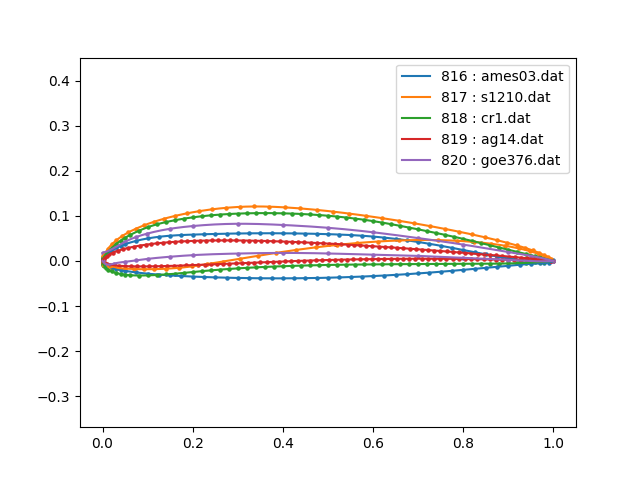 0.4
0.3
0.2
0.1
0.0
−0.1
−0.2
−0.3
0.0 0.2 0.4 0.6 0.8 1.0
816 : ames03.dat
817 : s1210.dat
818 : cr1.dat
819 : ag14.dat
820 : goe376.dat